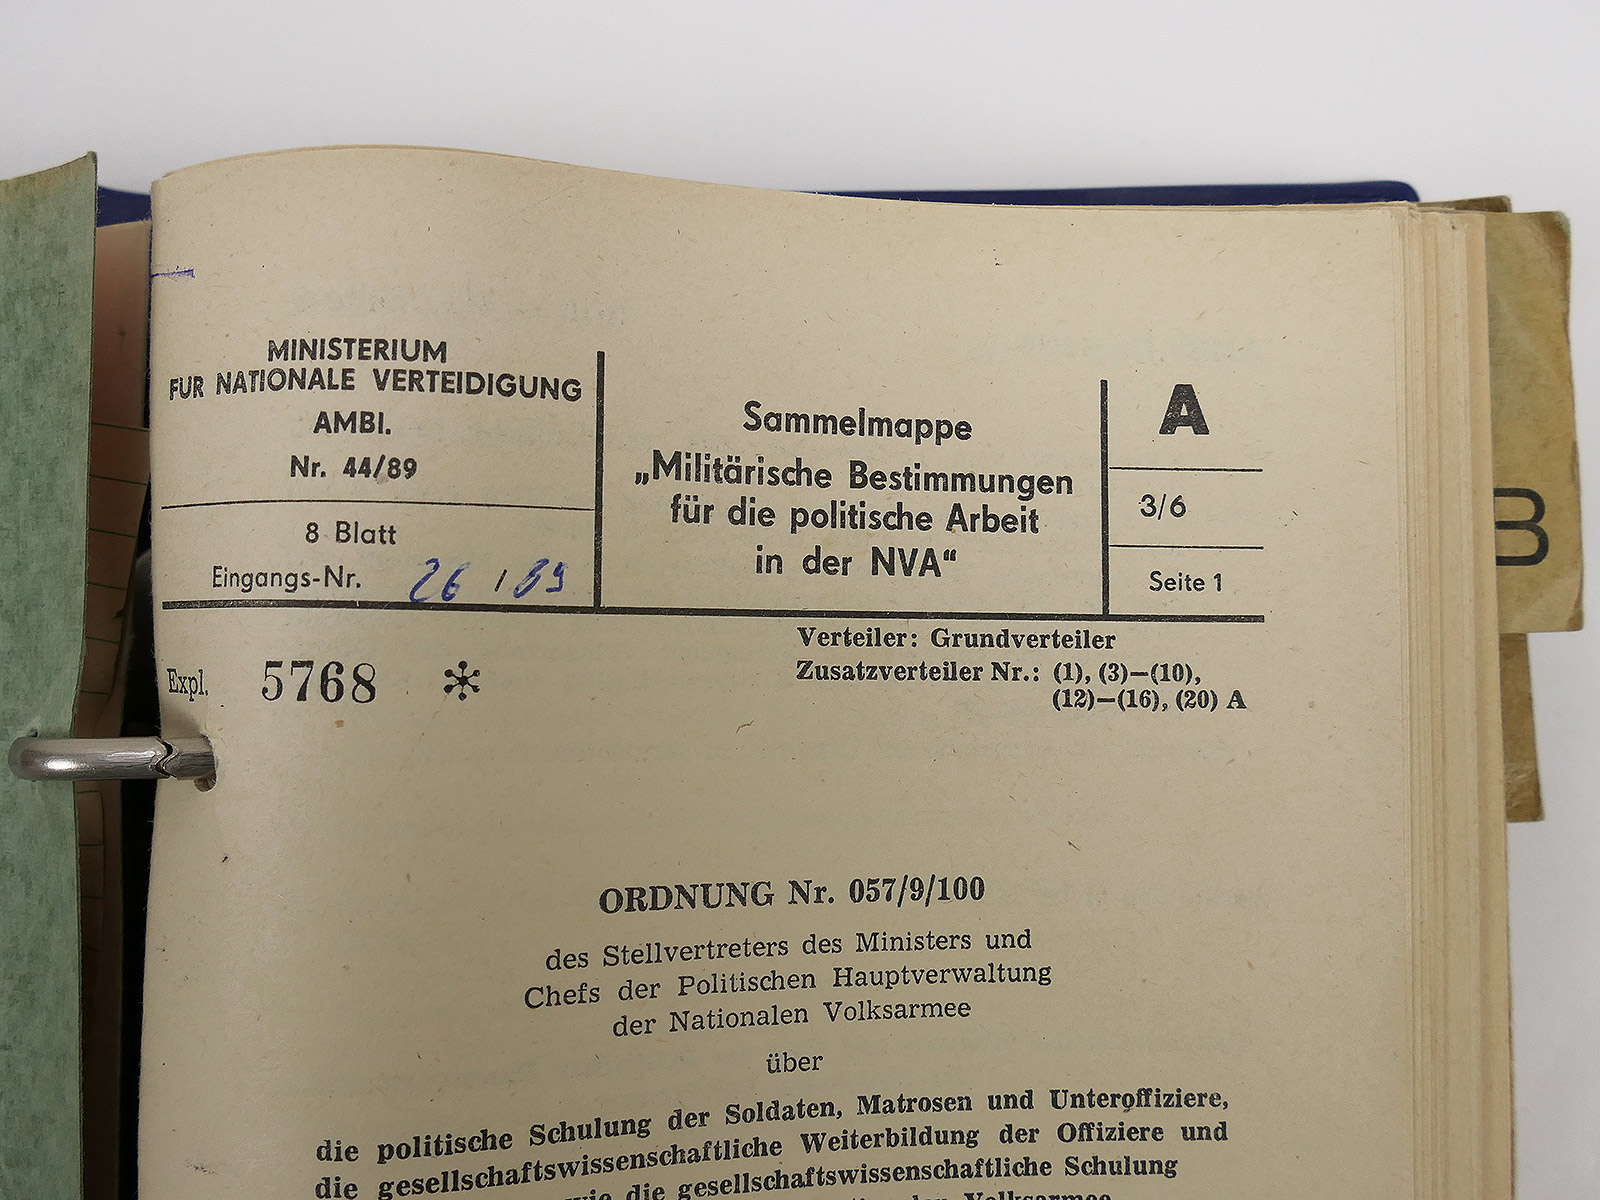 MINISTERIUM
FUR NATIONALE VERTEIDIGUNG
AMBI.
Nr. 44/89
8 Blatt
Eingangs-Nr. 26 / 89
Sammelmappe
„Militärische Bestimmungen
für die politische Arbeit
in der NVA“
A
3/6
Seite 1
B
Verteiler: Grundverteiler
Zusatzverteiler Nr.: (1), (3)—(10),
(12)—(16), (20) A
Expl. 5768 *
ORDNUNG Nr. 057/9/100
des Stellvertreters des Ministers und
Chefs der Politischen Hauptverwaltung
der Nationalen Volksarmee
über
die politische Schulung der Soldaten, Matrosen und Unteroffiziere,
die gesellschaftswissenschaftliche Weiterbildung der Offiziere und
wie die gesellschaftswissenschaftliche Schulung
Volksarmee